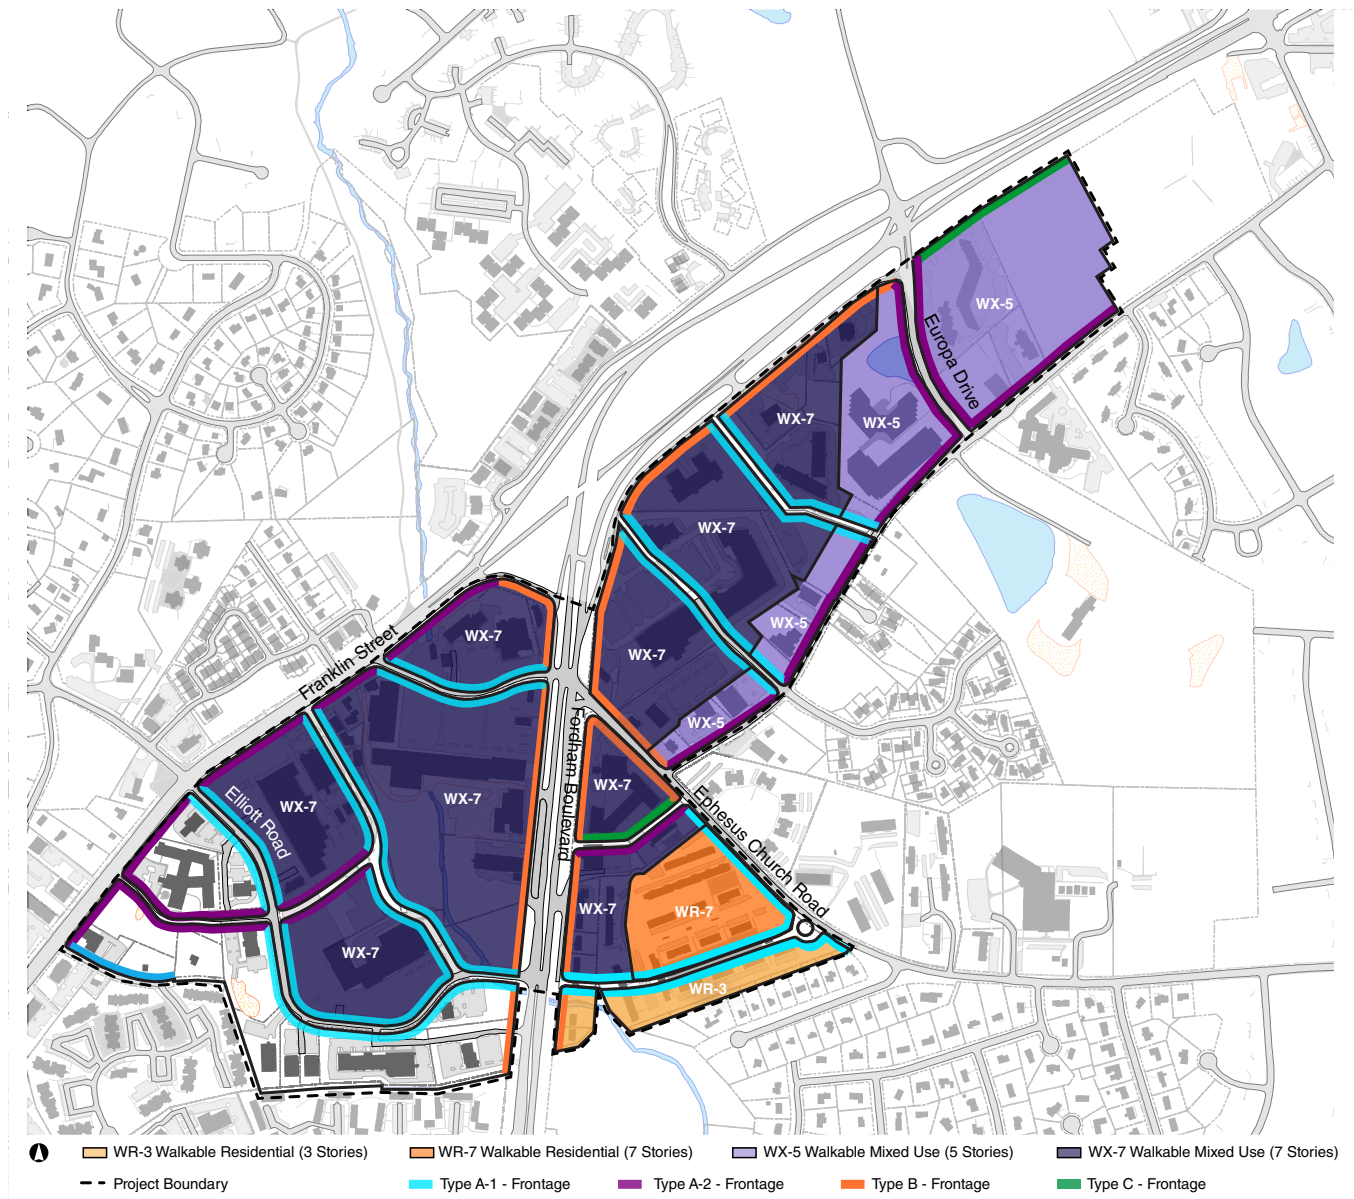 WX-5
Europa Drive
WX-7
WX-5
WX-7
WX-5
WX-7
WX-7
Franklin Street
WX-5
Fordham Boulevard
WX-7
Ephesus Church Road
WX-7
WX-7
Elliott Road
WX-7
WR-7
WX-7
WR-3
WR-3 Walkable Residential (3 Stories)
WR-7 Walkable Residential (7 Stories)
WX-5 Walkable Mixed Use (5 Stories)
WX-7 Walkable Mixed Use (7 Stories)
Project Boundary
Type A-1 - Frontage
Type A-2 - Frontage
Type B - Frontage
Type C - Frontage